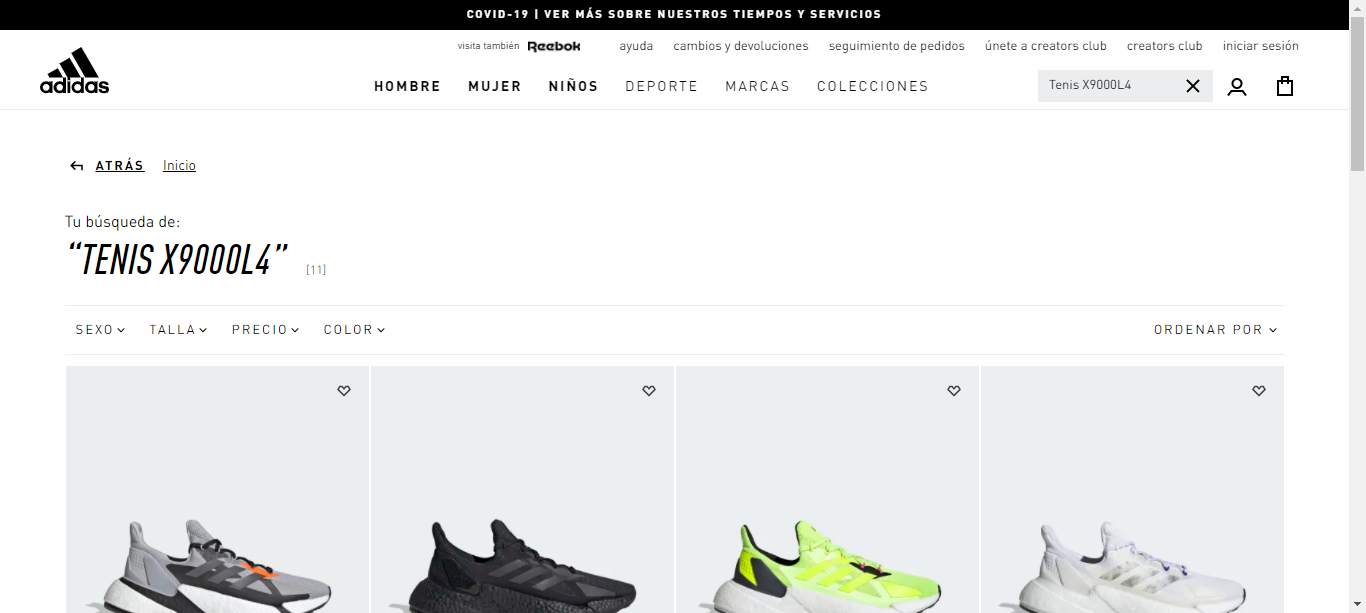 COVID-19 | VER MÁS SOBRE NUESTROS TIEMPOS Y SERVICIOS
visita también Reebok ayuda cambios y devoluciones seguimiento de pedidos únete a creators club creators club iniciar sesión
adidas
HOMBRE MUJER NIÑOS DEPORTE MARCAS COLECCIONES Tenis X9000L4
ATRÁS Inicio
Tu búsqueda de:
“TENIS X9000L4” [11]
SEXO TALLA PRECIO COLOR ORDENAR POR